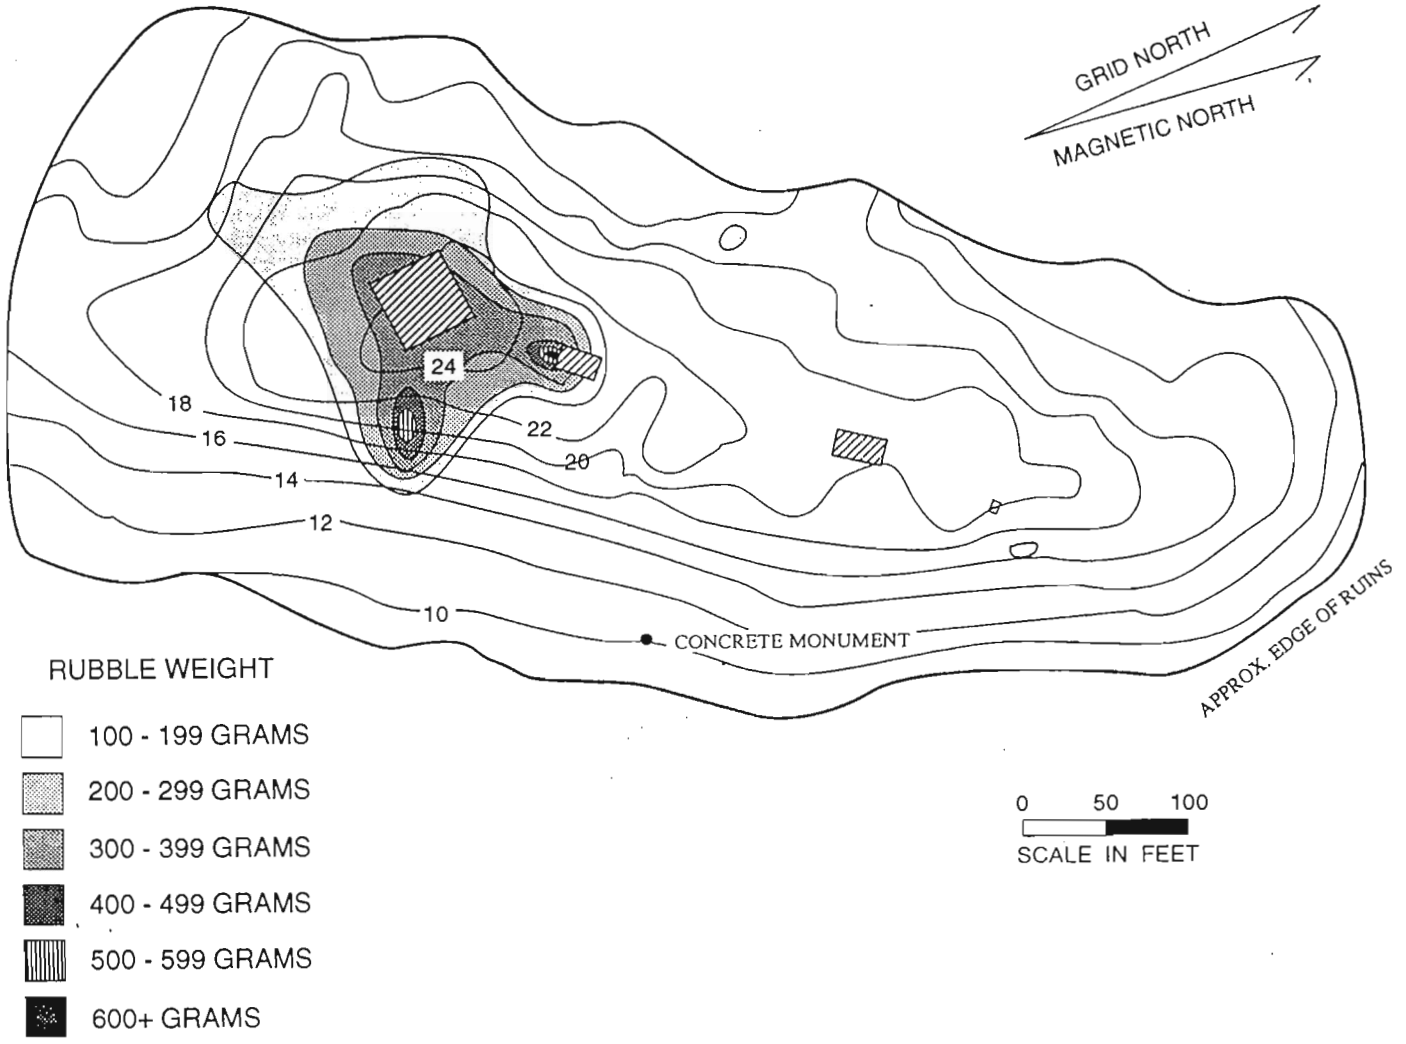 GRID NORTH
MAGNETIC NORTH
24
18
22
16
20
14
12
10
CONCRETE MONUMENT
APPROX. EDGE OF RUINS
RUBBLE WEIGHT
100 - 199 GRAMS
200 - 299 GRAMS
300 - 399 GRAMS
400 - 499 GRAMS
500 - 599 GRAMS
600+ GRAMS
0 50 100
SCALE IN FEET